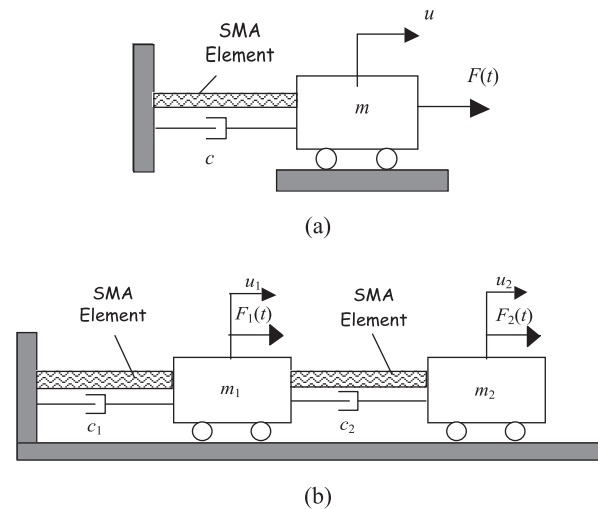 SMA
Element
u
F(t)
m
c
(a)
SMA
Element
u₁
F₁(t)
SMA
Element
u₂
F₂(t)
m₁
m₂
c₁
c₂
(b)